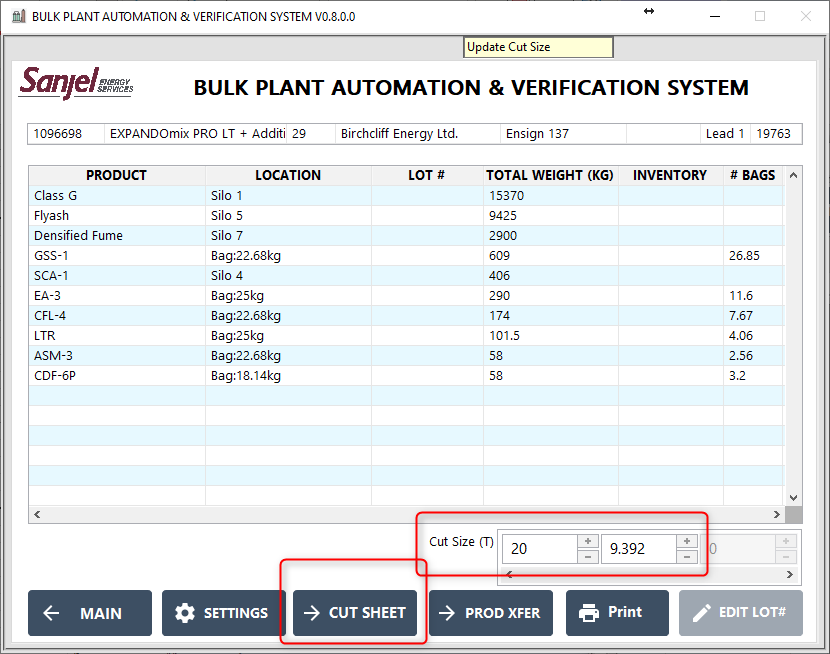 BULK PLANT AUTOMATION & VERIFICATION SYSTEM V0.8.0.0
Update Cut Size
Sanjel ENERGY SERVICES
BULK PLANT AUTOMATION & VERIFICATION SYSTEM
1096698 EXPANDOmix PRO LT + Additi 29 Birchcliff Energy Ltd. Ensign 137 Lead 1 19763
PRODUCT LOCATION LOT # TOTAL WEIGHT (KG) INVENTORY # BAGS
Class G Silo 1 15370
Flyash Silo 5 9425
Densified Fume Silo 7 2900
GSS-1 Bag:22.68kg 609 26.85
SCA-1 Silo 4 406
EA-3 Bag:25kg 290 11.6
CFL-4 Bag:22.68kg 174 7.67
LTR Bag:25kg 101.5 4.06
ASM-3 Bag:22.68kg 58 2.56
CDF-6P Bag:18.14kg 58 3.2
Cut Size (T) 20 9.392 0
MAIN SETTINGS CUT SHEET PROD XFER Print EDIT LOT#